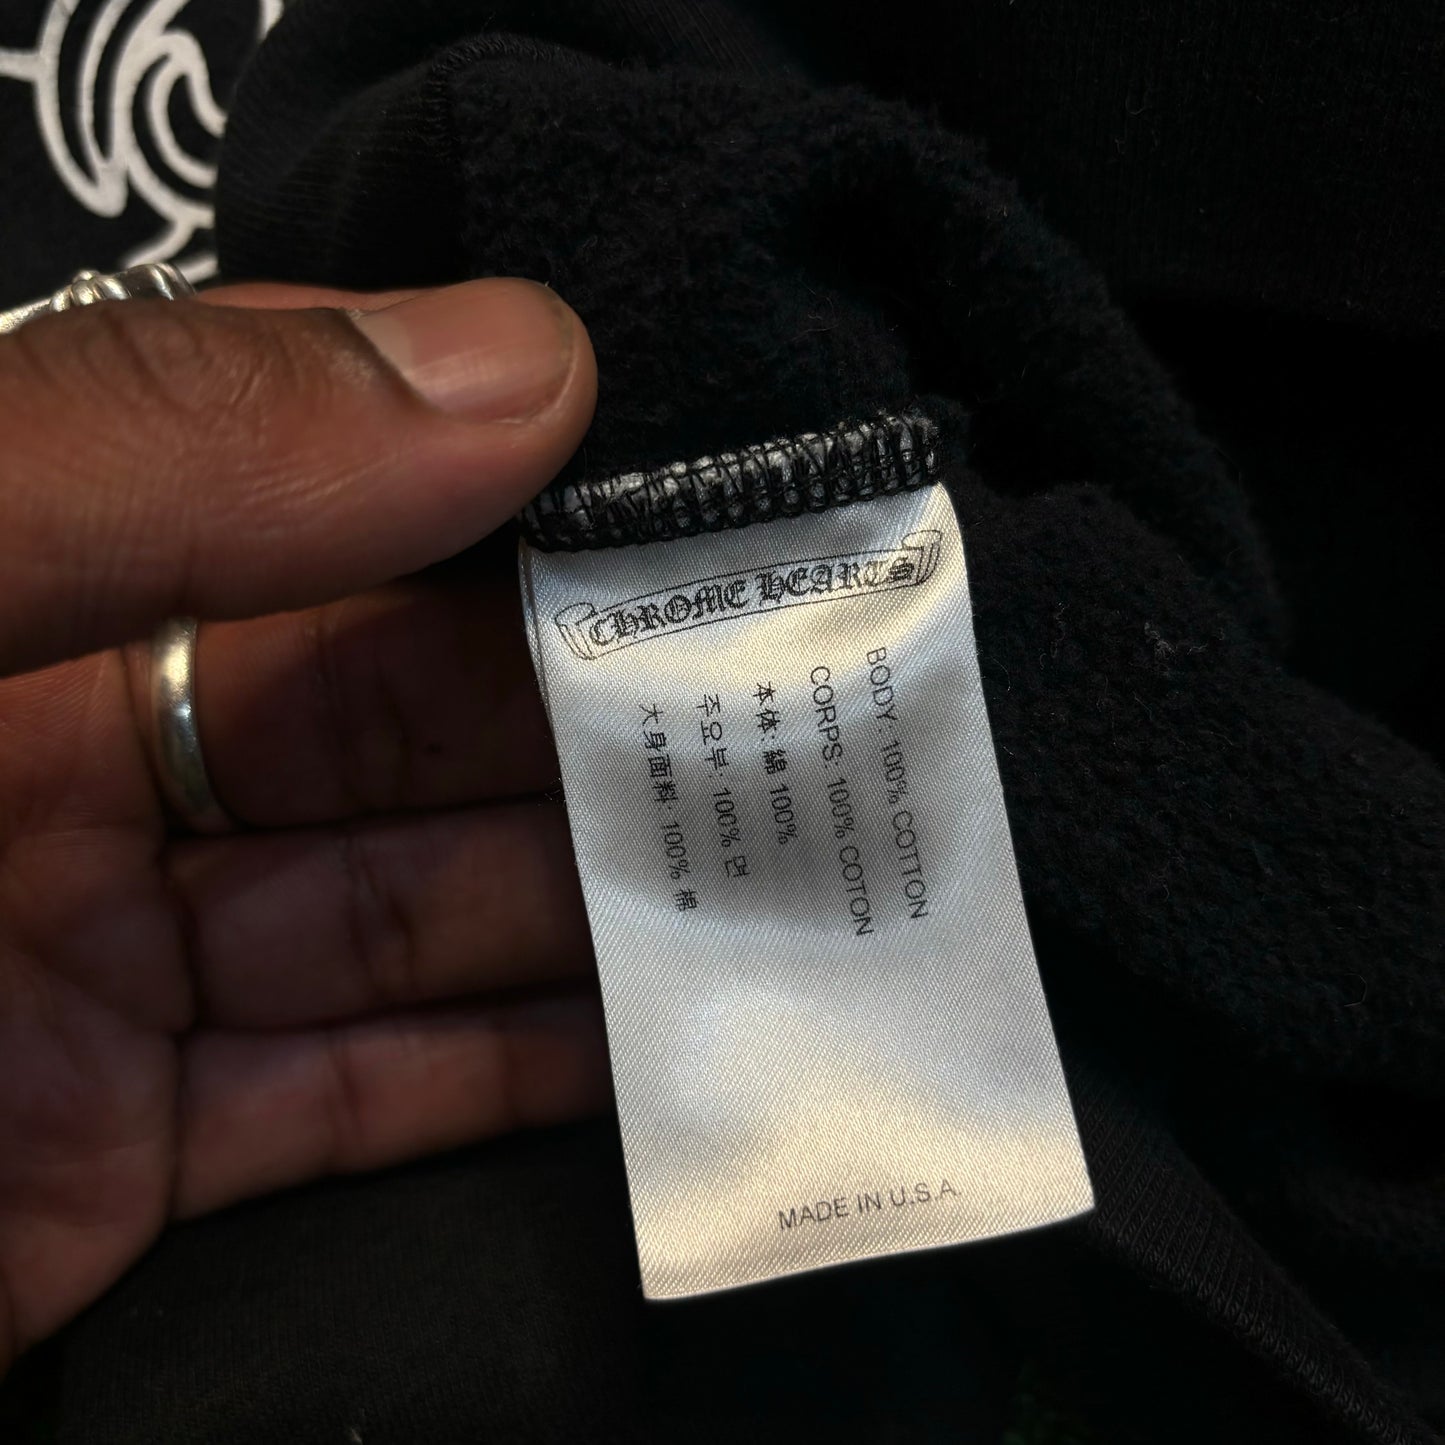 CHROME HEARTS
BODY: 100% COTTON
CORPS: 100% COTON
本体: 綿 100%
주요부: 100% 면
大身面料: 100% 棉
MADE IN U.S.A.